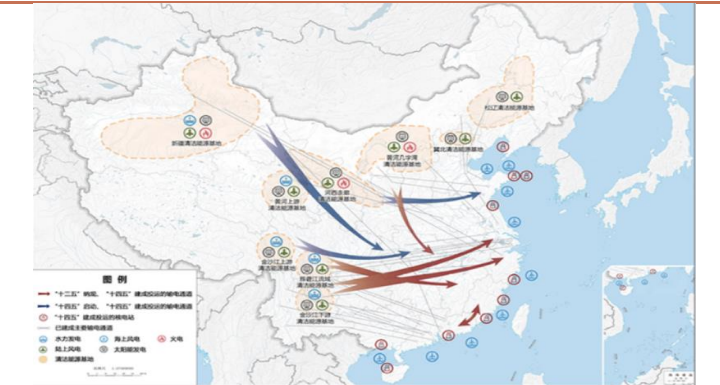 松辽清洁能源基地
冀北清洁能源基地
新疆清洁能源基地
黄河几字湾
清洁能源基地
河西走廊
清洁能源基地
黄河上游
清洁能源基地
金沙江上游
清洁能源基地
雅砻江流域
清洁能源基地
金沙江下游
清洁能源基地
图 例
"十二五"纳规、"十四五"建成投运的输电通道
"十四五"启动、"十四五"建成投运的输电通道
"十四五"建成投运的核电站
已建成主要输电通道
水力发电
海上风电
火电
陆上风电
太阳能发电
清洁能源基地